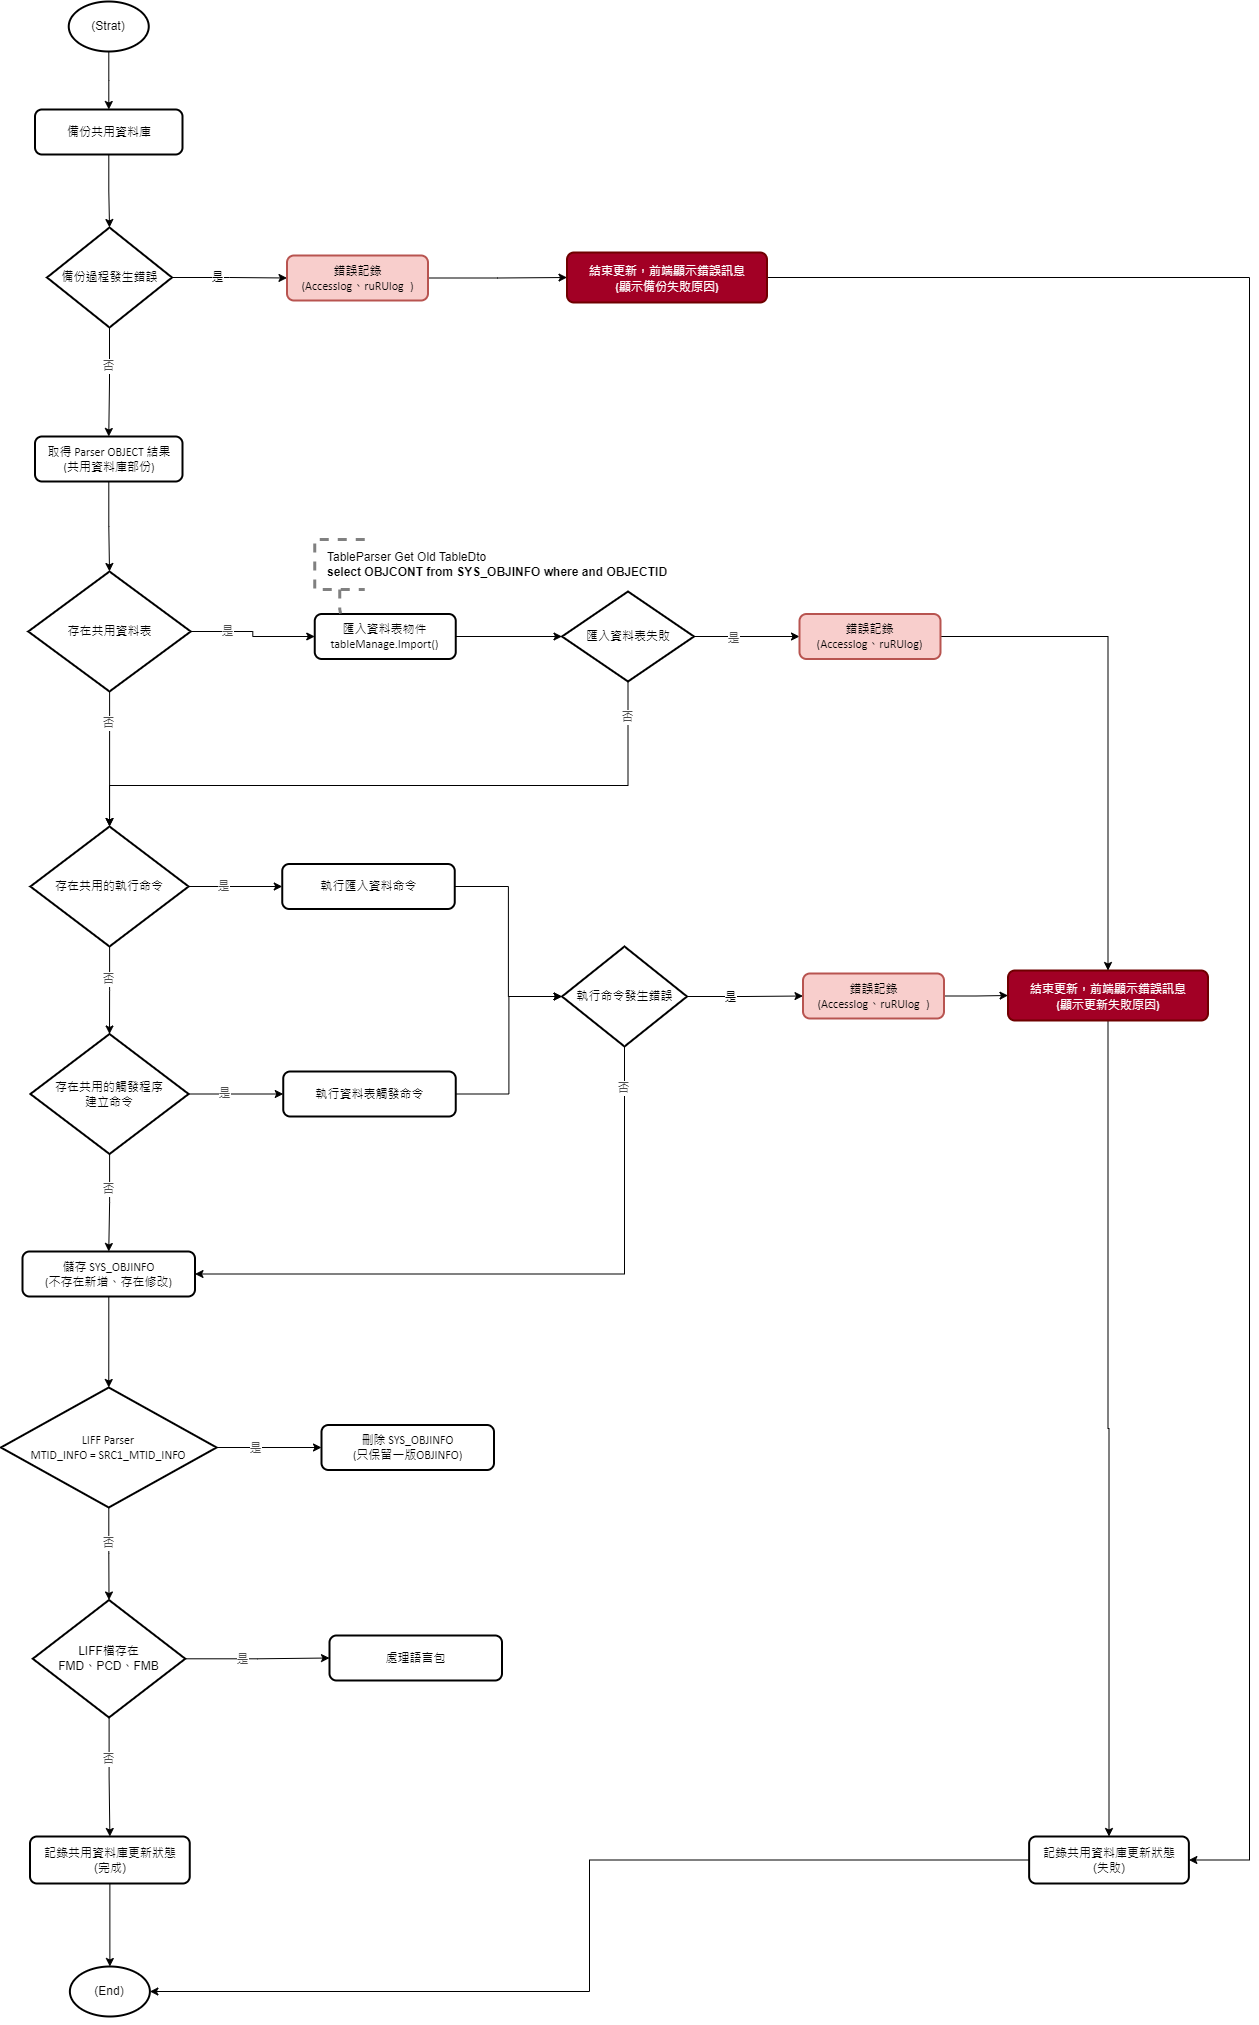 (Strat)
備份共用資料庫
備份過程發生錯誤
是
錯誤記錄
(Accesslog、ruRUlog )
結束更新，前端顯示錯誤訊息
(顯示備份失敗原因)
否
取得 Parser OBJECT 結果
(共用資料庫部份)
TableParser Get Old TableDto
select OBJCONT from SYS_OBJINFO where and OBJECTID
存在共用資料表
是
匯入資料表物件
tableManage.Import()
匯入資料表失敗
是
錯誤記錄
(Accesslog、ruRUlog)
否
否
存在共用的執行命令
是
執行匯入資料命令
否
執行命令發生錯誤
是
錯誤記錄
(Accesslog、ruRUlog )
結束更新，前端顯示錯誤訊息
(顯示更新失敗原因)
否
存在共用的觸發程序
建立命令
是
執行資料表觸發命令
否
儲存 SYS_OBJINFO
(不存在新增、存在修改)
LIFF Parser
MTID_INFO = SRC1_MTID_INFO
是
刪除 SYS_OBJINFO
(只保留一版OBJINFO)
否
LIFF檔存在
FMD、PCD、FMB
是
處理語言包
否
記錄共用資料庫更新狀態
(完成)
記錄共用資料庫更新狀態
(失敗)
(End)